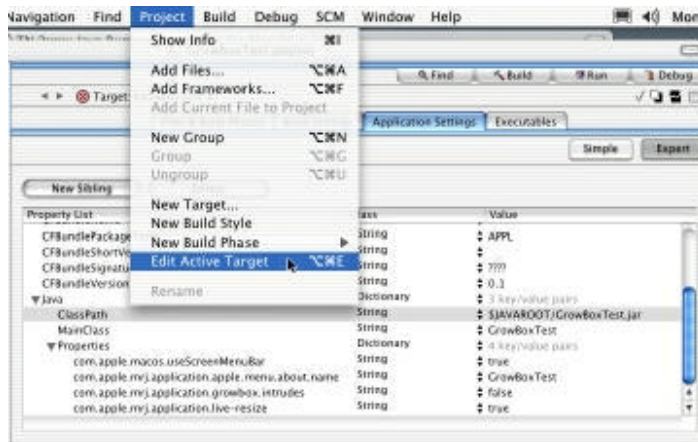 Navigation Find Project Build Debug SCM Window Help Mon
Show Info ⌘I
Add Files... ⌥⌘A
Add Frameworks... ⌥⌘F
Add Current File to Project
New Group ⌥⌘N
Group ⌥⌘G
Ungroup ⌥⌘U
New Target...
New Build Style
New Build Phase
Edit Active Target ⌥⌘E
Rename
Find Build Run Debug
Target:
Application Settings Executables
Simple Expert
New Sibling
Property List Class Value
CFBundlePackage String APPL
CFBundleShortVe String
CFBundleSignatu String ????
CFBundleVersion String 0.1
Java Dictionary 3 key/value pairs
ClassPath String $JAVAROOT/GrowBoxTest.jar
MainClass String GrowBoxTest
Properties Dictionary 4 key/value pairs
com.apple.macos.useScreenMenuBar String true
com.apple.mrj.application.apple.menu.about.name String GrowBoxTest
com.apple.mrj.application.growbox.intrudes String false
com.apple.mrj.application.live-resize String true